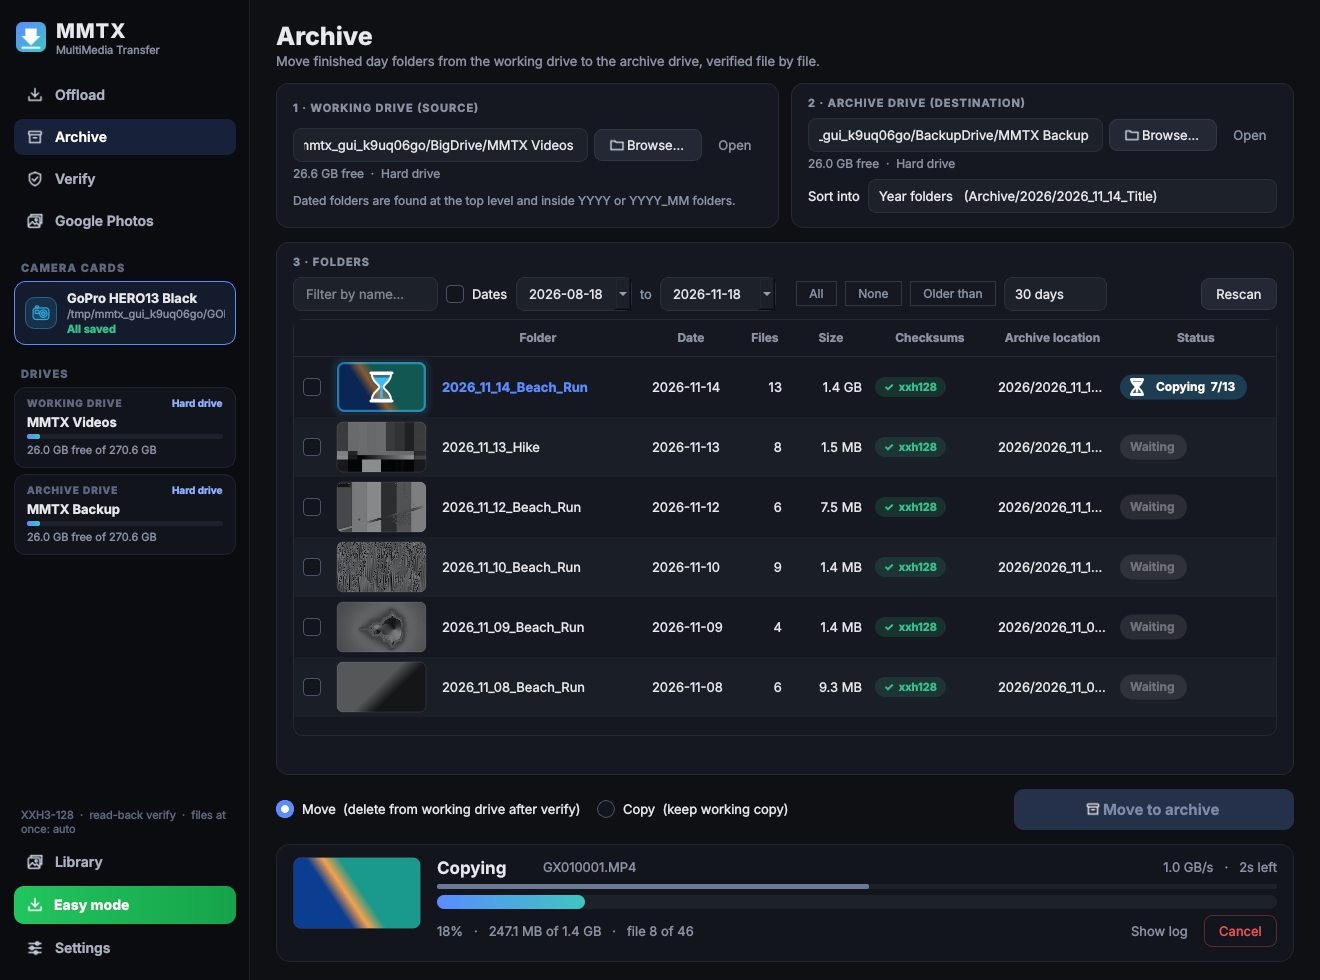 MMTX
MultiMedia Transfer
Offload
Archive
Verify
Google Photos
CAMERA CARDS
GoPro HERO13 Black
/tmp/mmtx_gui_k9uq06go/GO
All saved
DRIVES
WORKING DRIVE Hard drive
MMTX Videos
26.0 GB free of 270.6 GB
ARCHIVE DRIVE Hard drive
MMTX Backup
26.0 GB free of 270.6 GB
XXH3-128 · read-back verify · files at
once: auto
Library
Easy mode
Settings
Archive
Move finished day folders from the working drive to the archive drive, verified file by file.
1 · WORKING DRIVE (SOURCE)
mmtx_gui_k9uq06go/BigDrive/MMTX Videos Browse... Open
26.6 GB free · Hard drive
Dated folders are found at the top level and inside YYYY or YYYY_MM folders.
2 · ARCHIVE DRIVE (DESTINATION)
_gui_k9uq06go/BackupDrive/MMTX Backup Browse... Open
26.0 GB free · Hard drive
Sort into Year folders (Archive/2026/2026_11_14_Title)
3 · FOLDERS
Filter by name... Dates 2026-08-18 to 2026-11-18 All None Older than 30 days Rescan
Folder Date Files Size Checksums Archive location Status
2026_11_14_Beach_Run 2026-11-14 13 1.4 GB ✓ xxh128 2026/2026_11_1... Copying 7/13
2026_11_13_Hike 2026-11-13 8 1.5 MB ✓ xxh128 2026/2026_11_1... Waiting
2026_11_12_Beach_Run 2026-11-12 6 7.5 MB ✓ xxh128 2026/2026_11_1... Waiting
2026_11_10_Beach_Run 2026-11-10 9 1.4 MB ✓ xxh128 2026/2026_11_1... Waiting
2026_11_09_Beach_Run 2026-11-09 4 1.4 MB ✓ xxh128 2026/2026_11_0... Waiting
2026_11_08_Beach_Run 2026-11-08 6 9.3 MB ✓ xxh128 2026/2026_11_0... Waiting
Move (delete from working drive after verify) Copy (keep working copy) Move to archive
Copying GX010001.MP4 1.0 GB/s · 2s left
18% · 247.1 MB of 1.4 GB · file 8 of 46 Show log Cancel